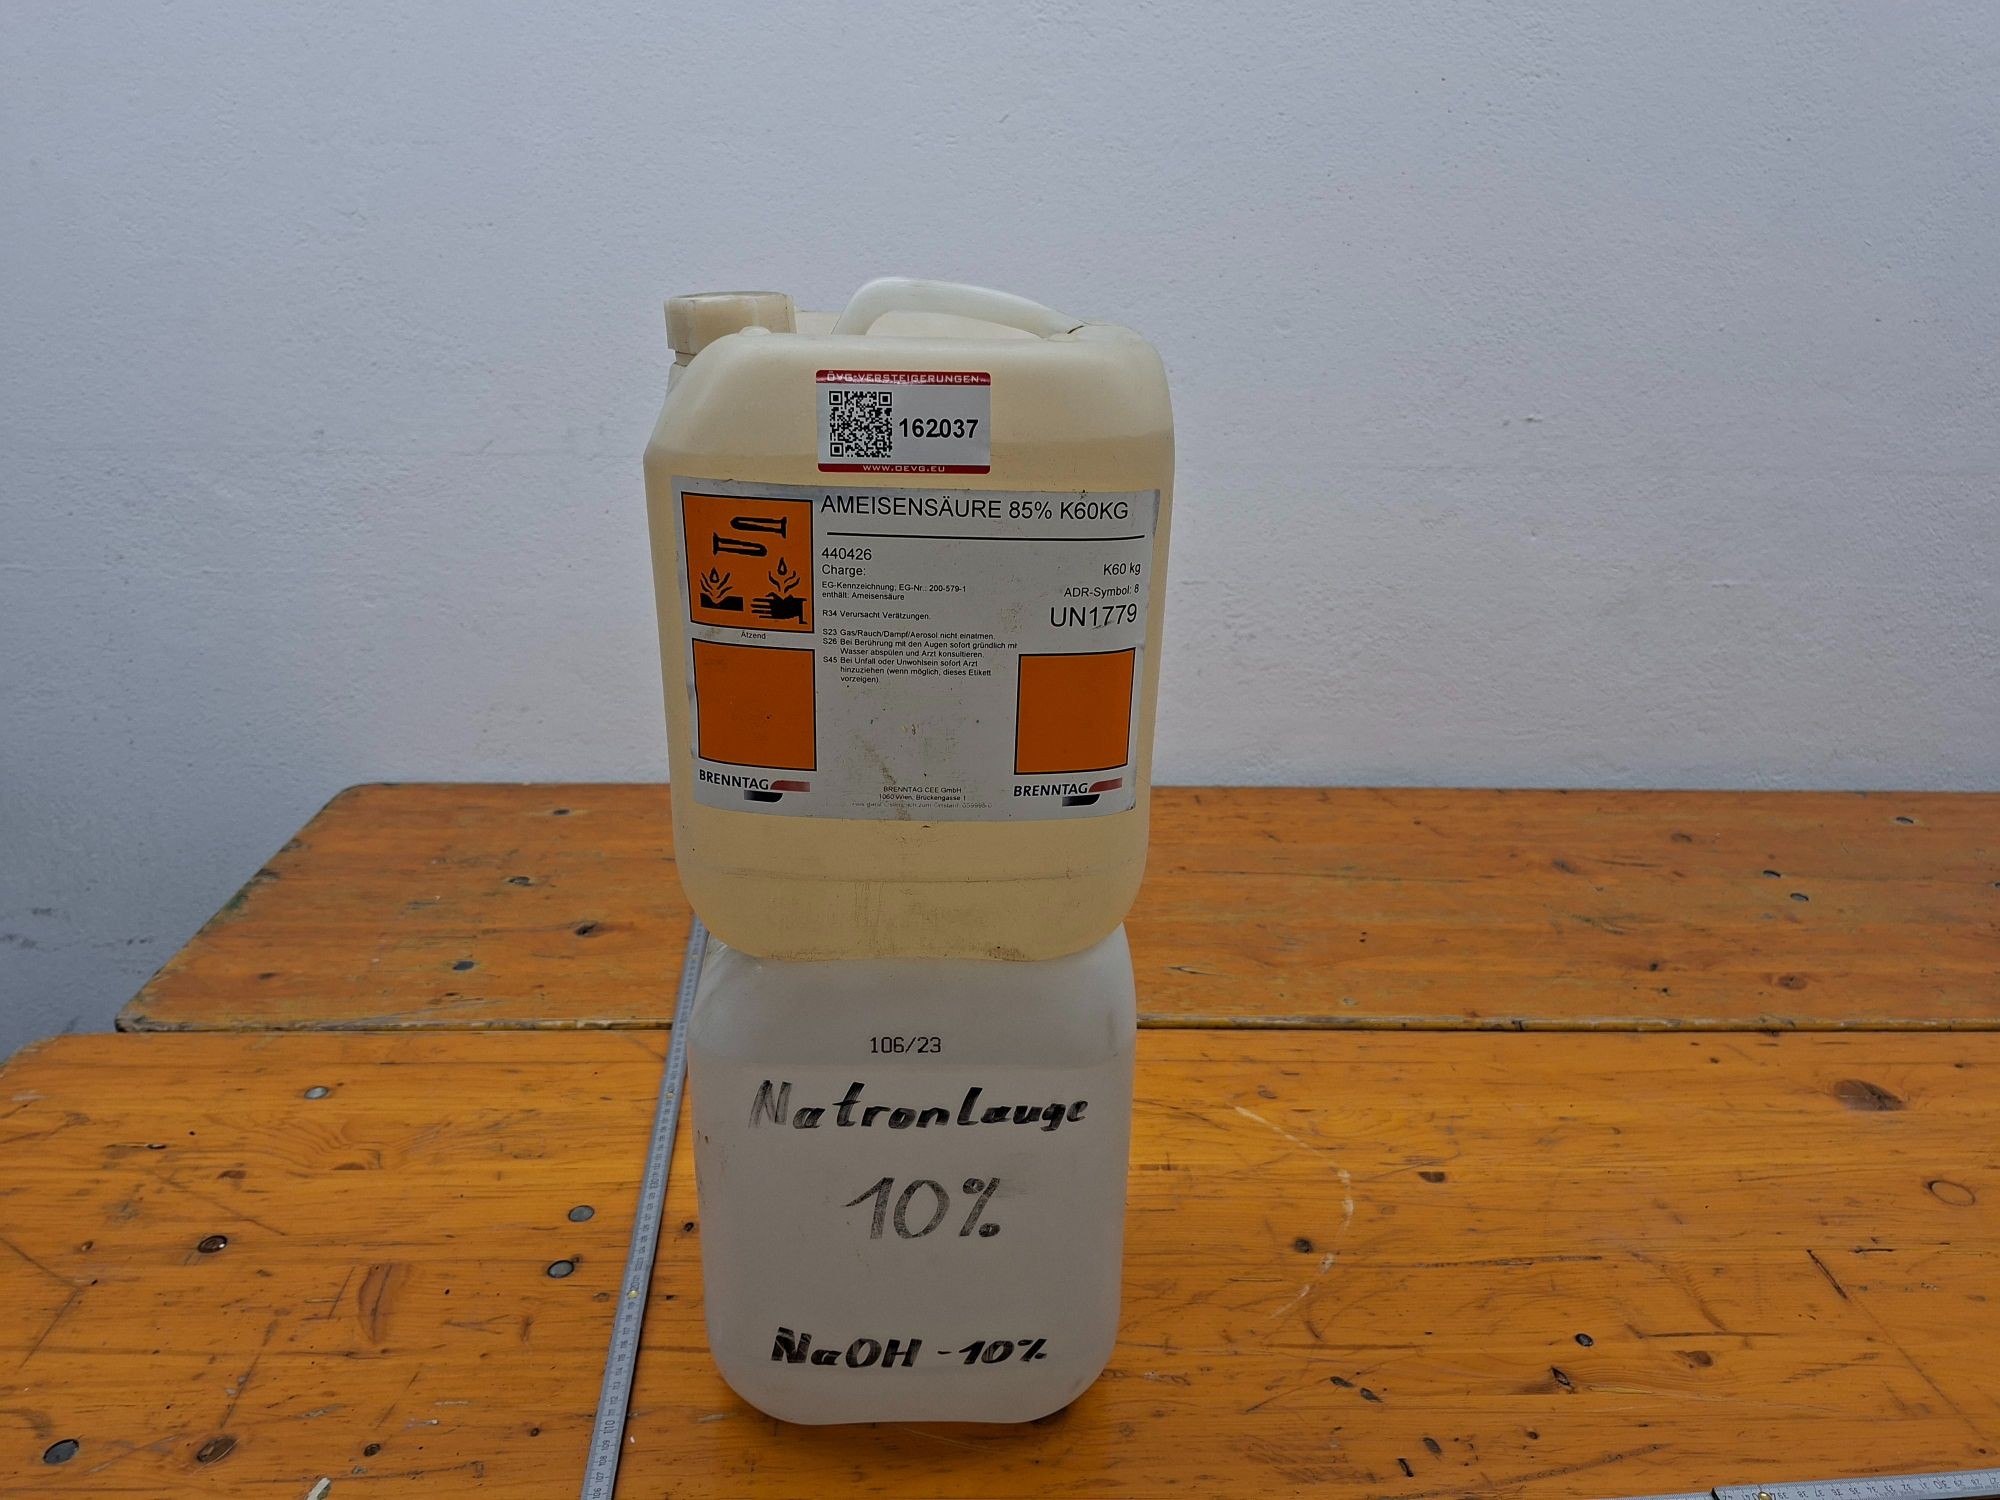 ÖVG-VERSTEIGERUNGEN
162037
WWW.OEVG.EU
AMEISENSÄURE 85% K60KG
440426
Charge:
K60 kg
EG-Kennzeichnung; EG-Nr.: 200-579-1
enthält: Ameisensäure
ADR-Symbol: 8
UN1779
R34 Verursacht Verätzungen.
Ätzend
S23 Gas/Rauch/Dampf/Aerosol nicht einatmen.
S26 Bei Berührung mit den Augen sofort gründlich mit
Wasser abspülen und Arzt konsultieren.
S45 Bei Unfall oder Unwohlsein sofort Arzt
hinzuziehen (wenn möglich, dieses Etikett
vorzeigen)
BRENNTAG
BRENNTAG
BRENNTAG CEE GmbH
1060 Wien, Brückengasse 1
106/23
Natronlauge
10%
NaOH - 10%